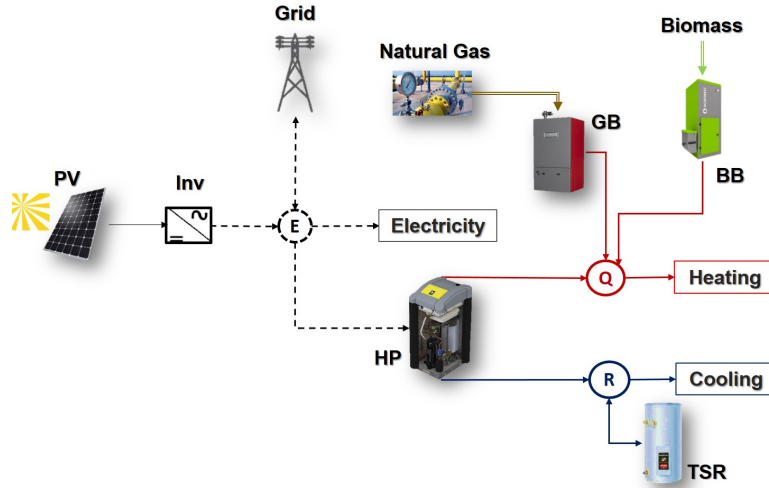 Grid
Natural Gas
Biomass
GB
PV
Inv
BB
E
Electricity
Q
Heating
HP
R
Cooling
TSR